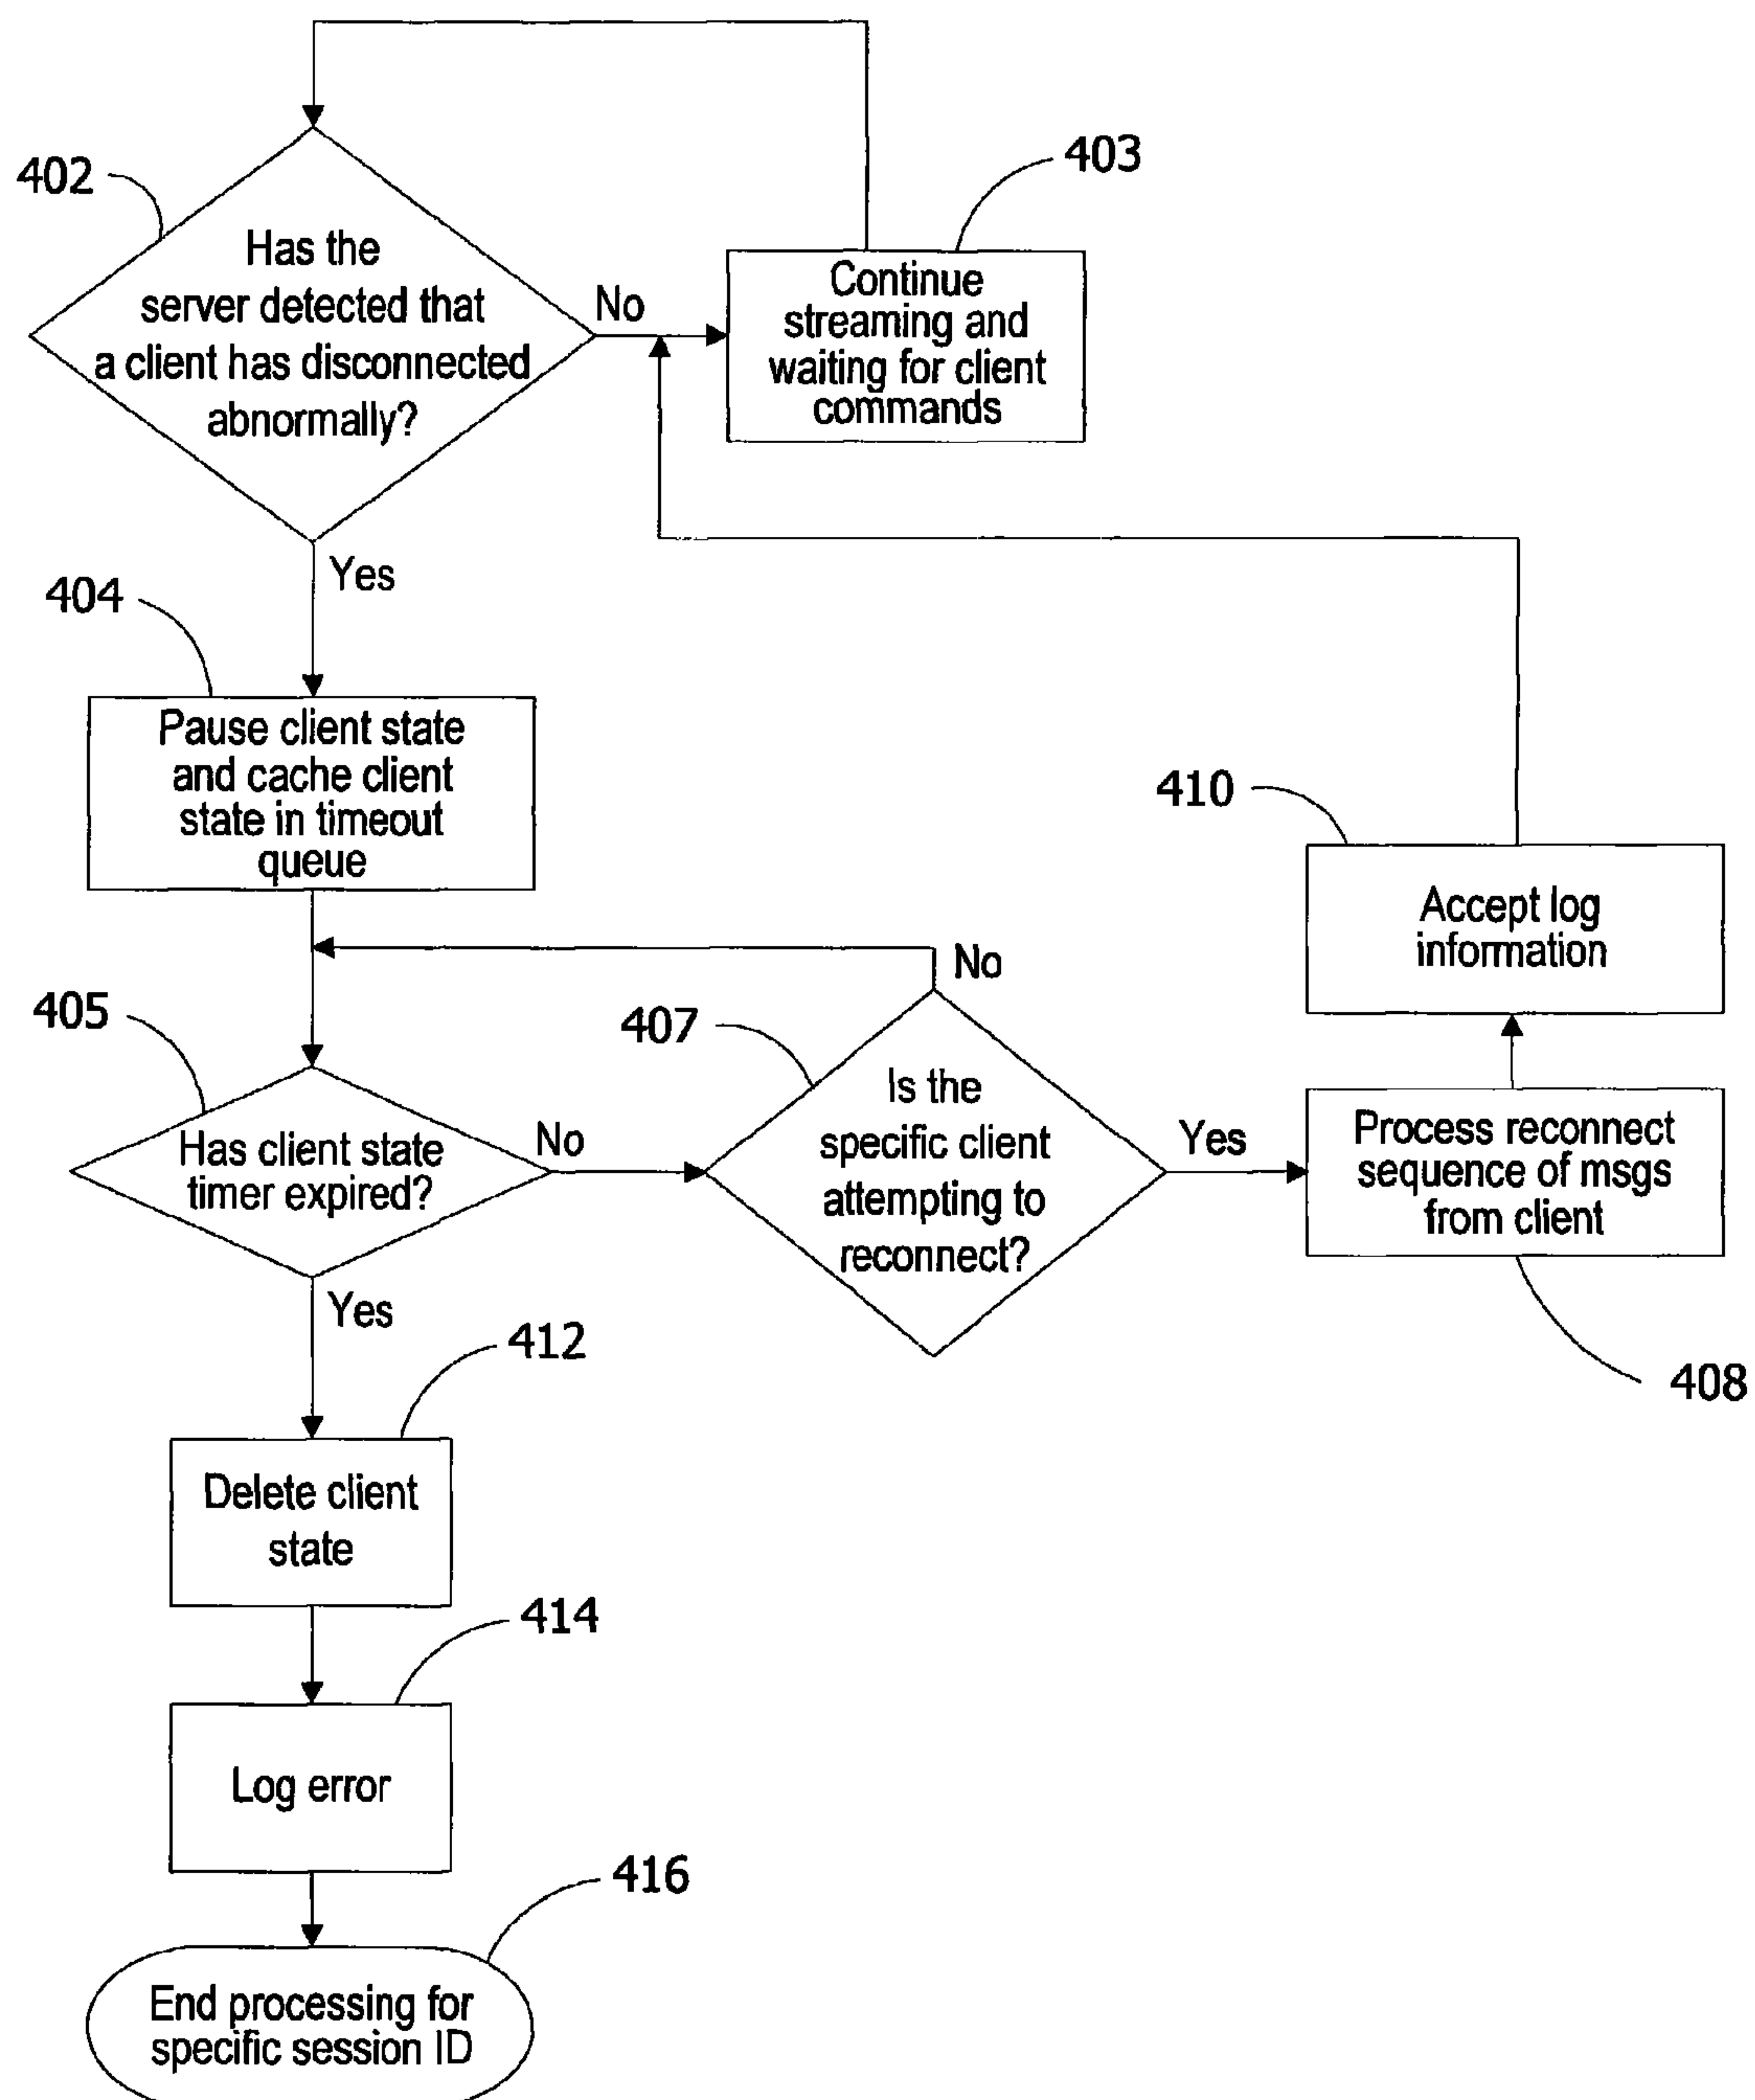 402
403
Has the
server detected that
a client has disconnected
abnormally?
No
Continue
streaming and
waiting for client
commands
Yes
404
Pause client state
and cache client
state in timeout
queue
410
Accept log
information
No
405
407
Has client state
timer expired?
No
Is the
specific client
attempting to
reconnect?
Yes
Process reconnect
sequence of msgs
from client
408
Yes
412
Delete client
state
414
Log error
416
End processing for
specific session ID